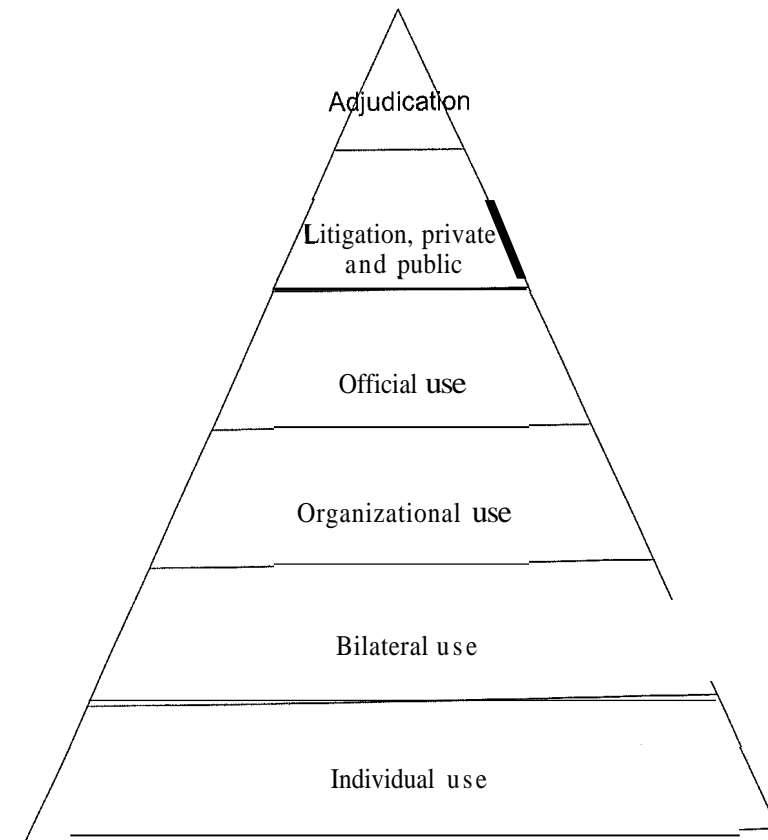 Adjudication
Litigation, private
and public
Official use
Organizational use
Bilateral use
Individual use